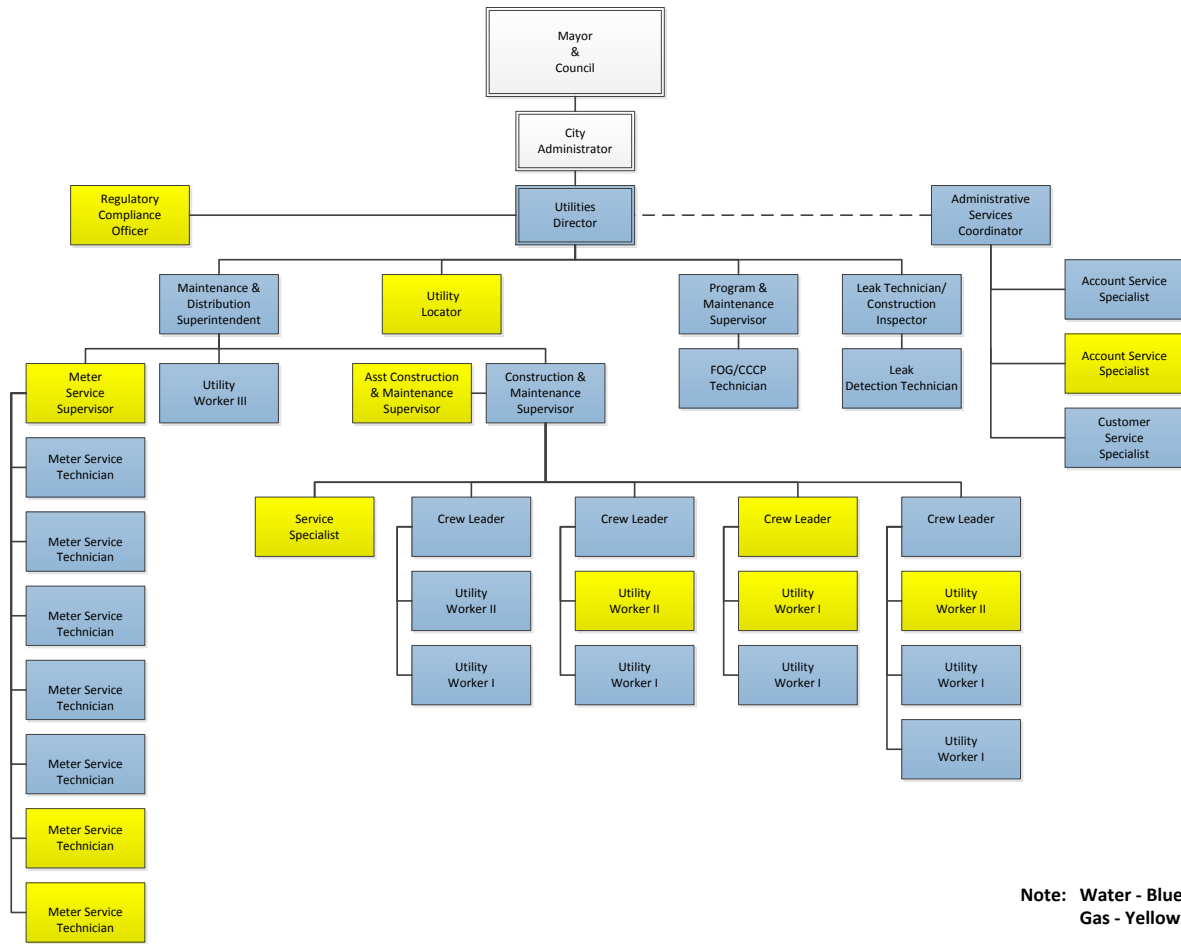 Mayor
&
Council
City
Administrator
Regulatory
Compliance
Officer
Utilities
Director
Administrative
Services
Coordinator
Maintenance &
Distribution
Superintendent
Utility
Locator
Program &
Maintenance
Supervisor
Leak Technician/
Construction
Inspector
Account Service
Specialist
Meter
Service
Supervisor
Utility
Worker III
Asst Construction
& Maintenance
Supervisor
Construction &
Maintenance
Supervisor
FOG/CCCP
Technician
Leak
Detection Technician
Account Service
Specialist
Customer
Service
Specialist
Meter Service
Technician
Meter Service
Technician
Meter Service
Technician
Meter Service
Technician
Meter Service
Technician
Meter Service
Technician
Meter Service
Technician
Service
Specialist
Crew Leader
Utility
Worker II
Utility
Worker I
Crew Leader
Utility
Worker II
Utility
Worker I
Crew Leader
Utility
Worker I
Utility
Worker I
Crew Leader
Utility
Worker II
Utility
Worker I
Utility
Worker I
Note: Water - Blue
Gas - Yellow